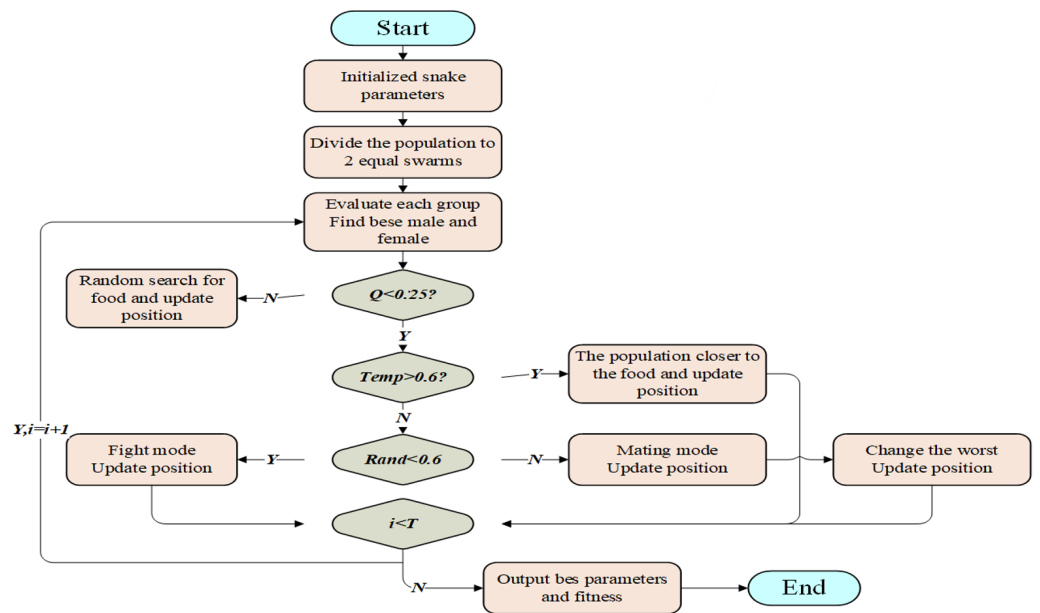 Start
Initialized snake
parameters
Divide the population to
2 equal swarms
Evaluate each group
Find bese male and
female
Random search for
food and update
position
N
Q<0.25?
Y
Temp>0.6?
Y
The population closer to
the food and update
position
N
Y,i=i+1
Fight mode
Update position
Y
Rand<0.6
N
Mating mode
Update position
Change the worst
Update position
i<T
N
Output bes parameters
and fitness
End